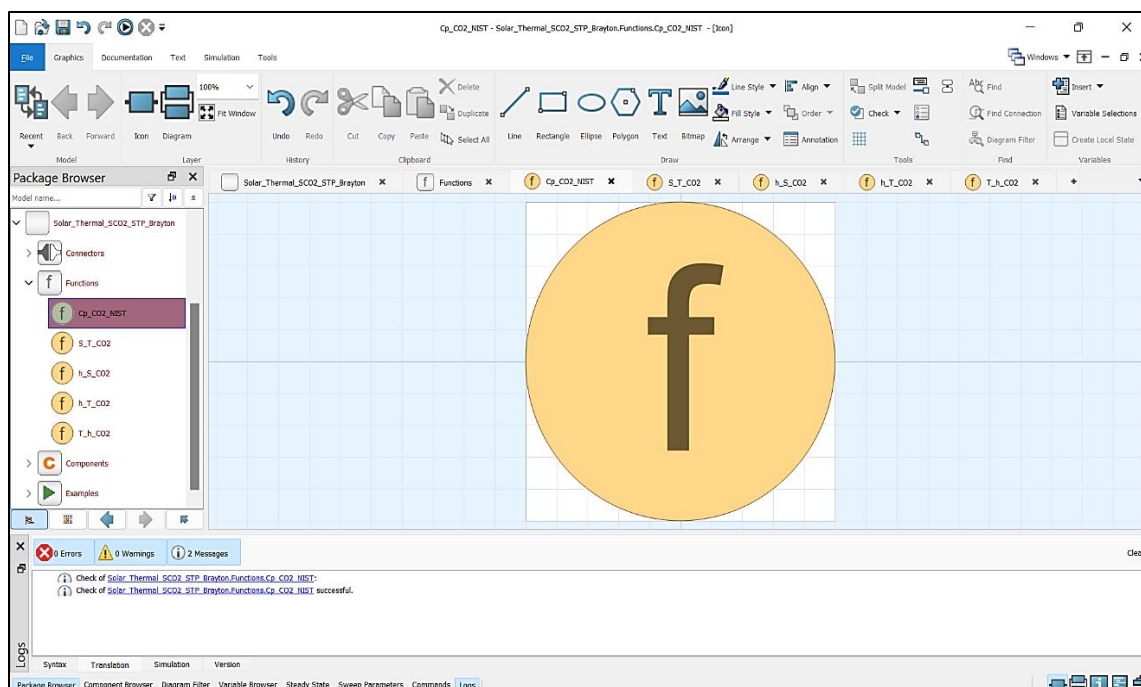 Cp_CO2_NIST - Solar_Thermal_SCO2_STP_Brayton.Functions.Cp_CO2_NIST - [Icon]
File Graphics Documentation Text Simulation Tools Windows
100% Delete Line Style Align Split Model Abc Find Insert
Fit Window Duplicate Fill Style Order Check Find Connection Variable Selections
Recent Back Forward Icon Diagram Undo Redo Cut Copy Paste Select All Line Rectangle Ellipse Polygon Text Bitmap Arrange Annotation Diagram Filter Create Local State
Model Layer History Clipboard Draw Tools Find Variables
Package Browser
Solar_Thermal_SCO2_STP_Brayton f Functions f Cp_CO2_NIST f S_T_CO2 f h_S_CO2 f h_T_CO2 f T_h_CO2 +
Model name...
Solar_Thermal_SCO2_STP_Brayton
Connectors
f Functions
f Cp_CO2_NIST
f S_T_CO2
f h_S_CO2
f h_T_CO2
f T_h_CO2
C Components
Examples
f
0 Errors 0 Warnings 2 Messages Clea
Check of Solar_Thermal_SCO2_STP_Brayton.Functions.Cp_CO2_NIST:
Check of Solar_Thermal_SCO2_STP_Brayton.Functions.Cp_CO2_NIST successful.
Logs
Syntax Translation Simulation Version
Package Browser Component Browser Diagram Filter Variable Browser Steady State Sweep Parameters Commands Logs